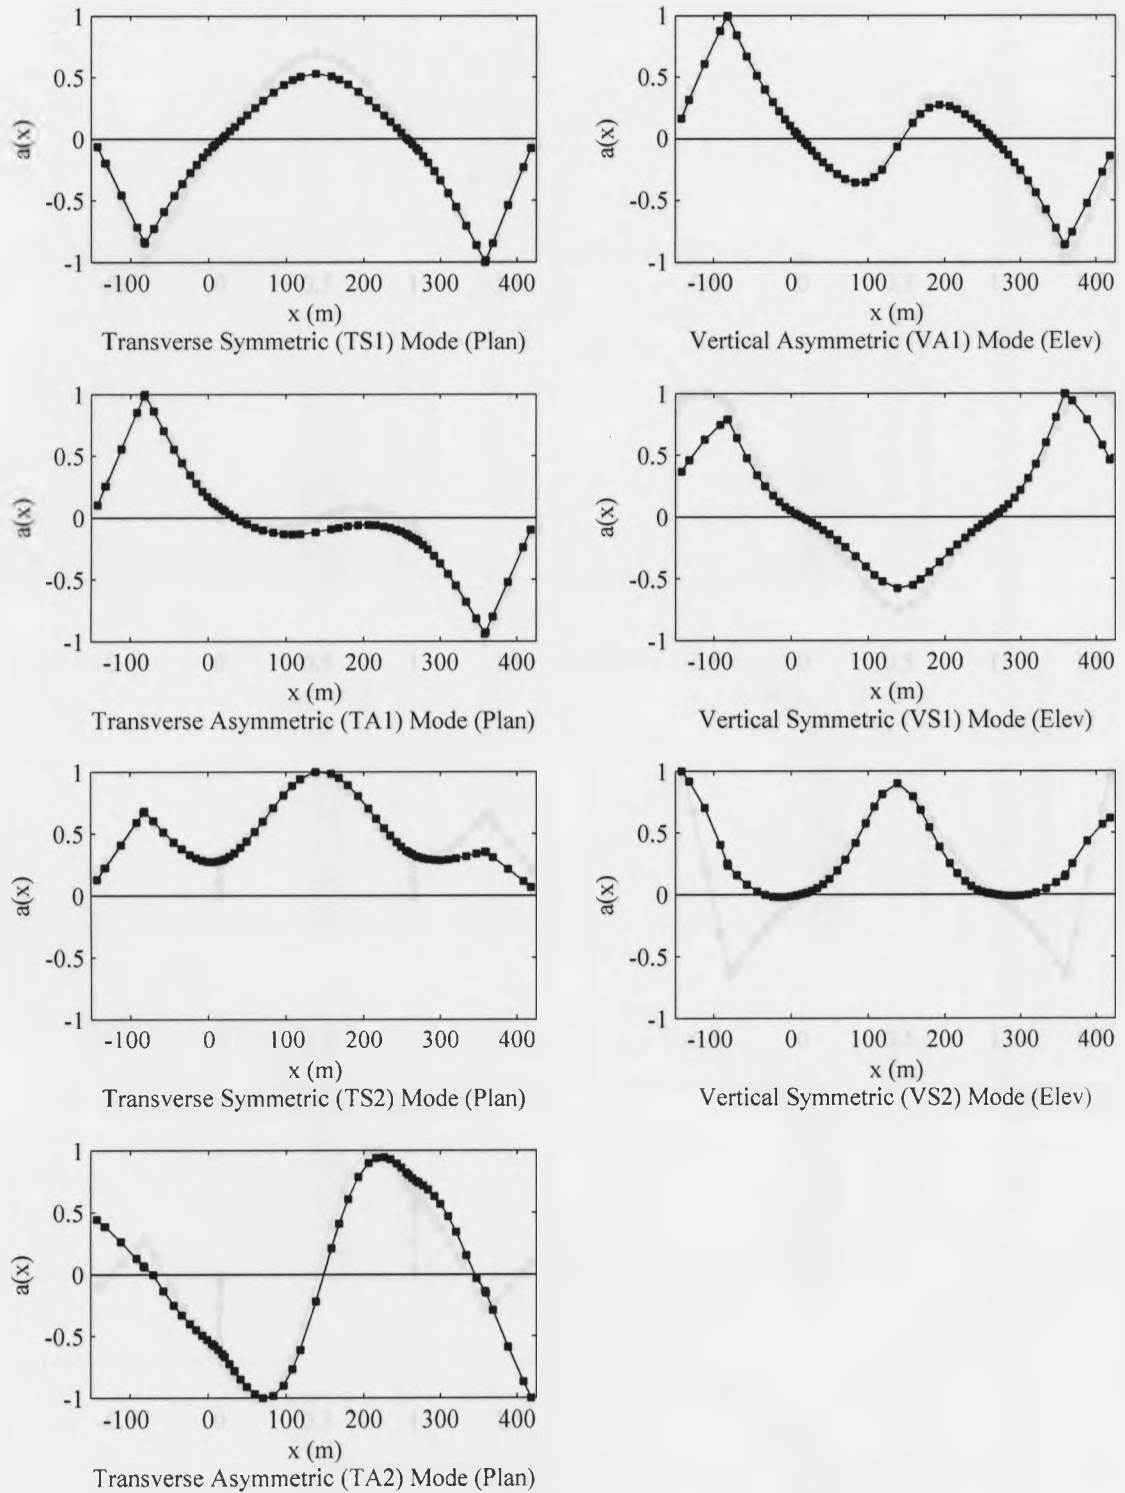 1
0.5
0
-0.5
-1
a(x)
-100 0 100 200 300 400
x (m)
Transverse Symmetric (TS1) Mode (Plan)
1
0.5
0
-0.5
-1
a(x)
-100 0 100 200 300 400
x (m)
Vertical Asymmetric (VA1) Mode (Elev)
1
0.5
0
-0.5
-1
a(x)
-100 0 100 200 300 400
x (m)
Transverse Asymmetric (TA1) Mode (Plan)
1
0.5
0
-0.5
-1
a(x)
-100 0 100 200 300 400
x (m)
Vertical Symmetric (VS1) Mode (Elev)
1
0.5
0
-0.5
-1
a(x)
-100 0 100 200 300 400
x (m)
Transverse Symmetric (TS2) Mode (Plan)
1
0.5
0
-0.5
-1
a(x)
-100 0 100 200 300 400
x (m)
Vertical Symmetric (VS2) Mode (Elev)
1
0.5
0
-0.5
-1
a(x)
-100 0 100 200 300 400
x (m)
Transverse Asymmetric (TA2) Mode (Plan)